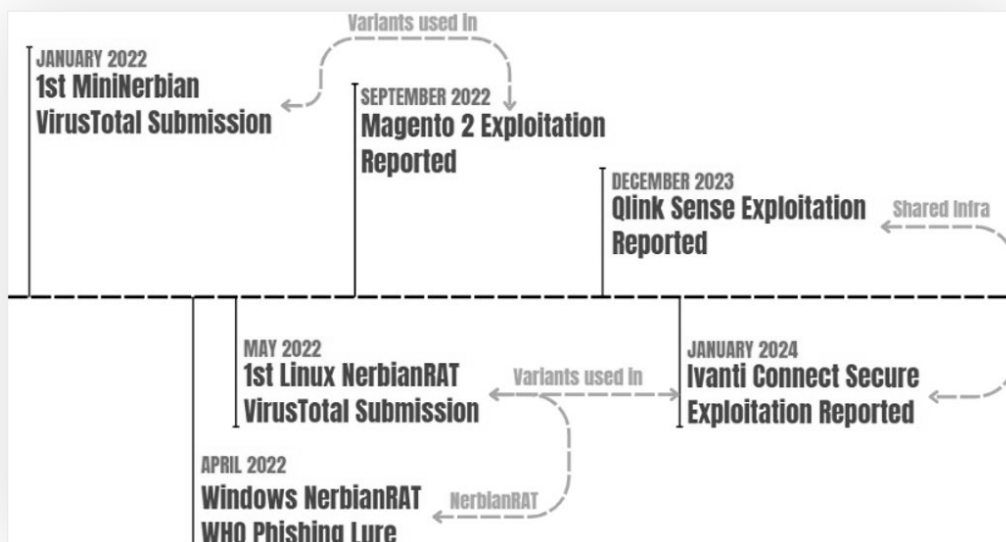 Variants used in
JANUARY 2022
1st MiniNerbian
VirusTotal Submission
SEPTEMBER 2022
Magento 2 Exploitation
Reported
DECEMBER 2023
Qlink Sense Exploitation
Reported
Shared Infra
MAY 2022
1st Linux NerbianRAT
VirusTotal Submission
Variants used in
JANUARY 2024
Ivanti Connect Secure
Exploitation Reported
APRIL 2022
Windows NerbianRAT
WHO Phishing Lure
NerbianRAT